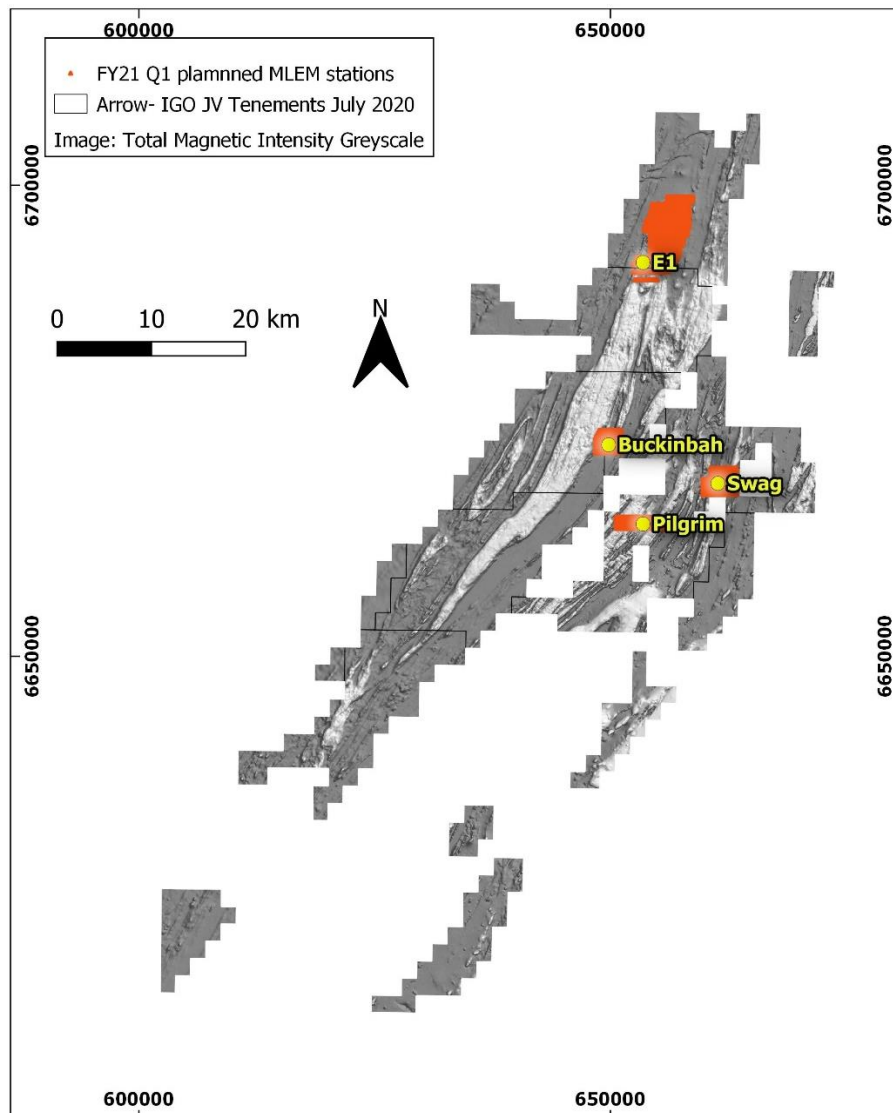 600000
650000
FY21 Q1 plamnned MLEM stations
Arrow- IGO JV Tenements July 2020
Image: Total Magnetic Intensity Greyscale
6700000
6700000
E1
0 10 20 km
N
Buckinbah
Swag
Pilgrim
6650000
6650000
600000
650000